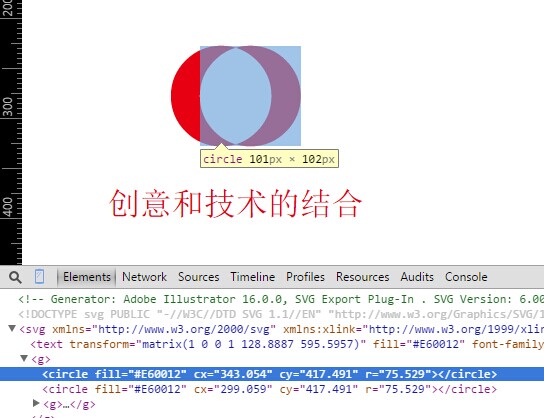 200
300
circle 101px × 102px
创意和技术的结合
400
Elements Network Sources Timeline Profiles Resources Audits Console
<!-- Generator: Adobe Illustrator 16.0.0, SVG Export Plug-In . SVG Version: 6.00
<!DOCTYPE svg PUBLIC "-//W3C//DTD SVG 1.1//EN" "http://www.w3.org/Graphics/SVG/1
<svg xmlns="http://www.w3.org/2000/svg" xmlns:xlink="http://www.w3.org/1999/xlin
<text transform="matrix(1 0 0 1 128.8887 595.5957)" fill="#E60012" font-family
<g>
<circle fill="#E60012" cx="343.054" cy="417.491" r="75.529"></circle>
<circle fill="#E60012" cx="299.059" cy="417.491" r="75.529"></circle>
<g>…</g>